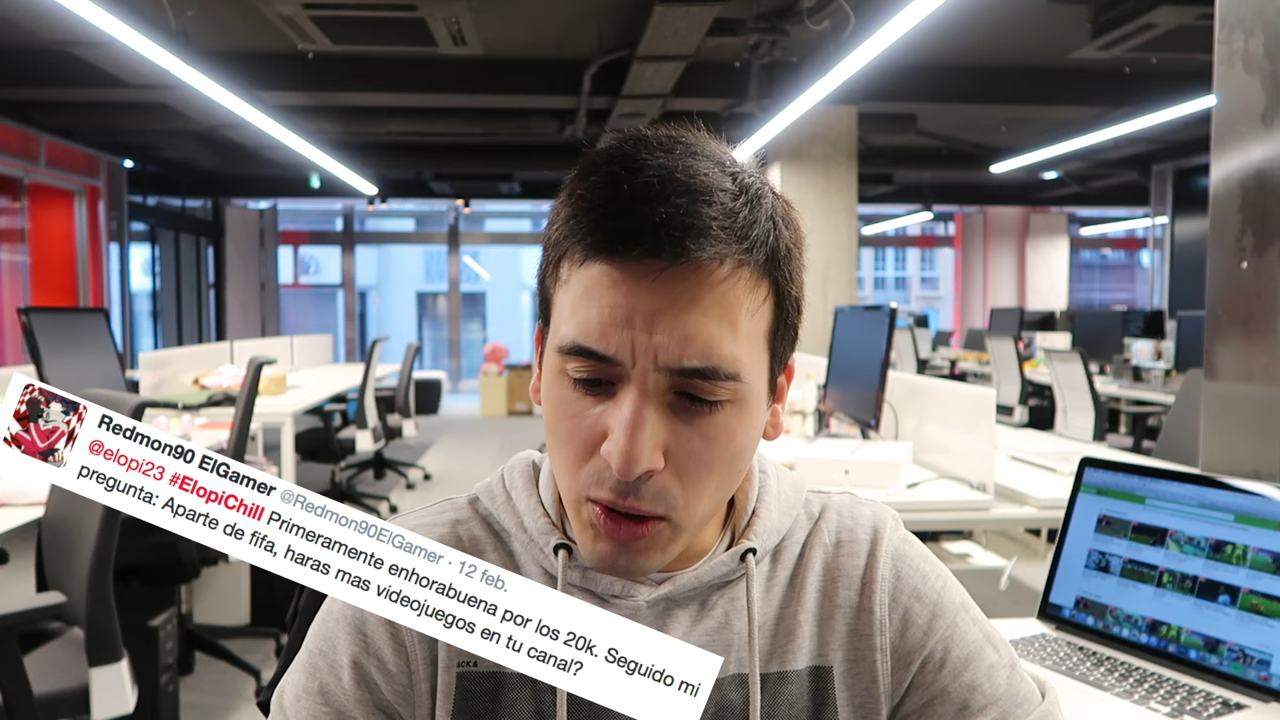 Redmon90 ElGamer @Redmon90ElGamer · 12 feb.
@elopi23 #ElopiChill Primeramente enhorabuena por los 20k. Seguido mi
pregunta: Aparte de fifa, haras mas videojuegos en tu canal?